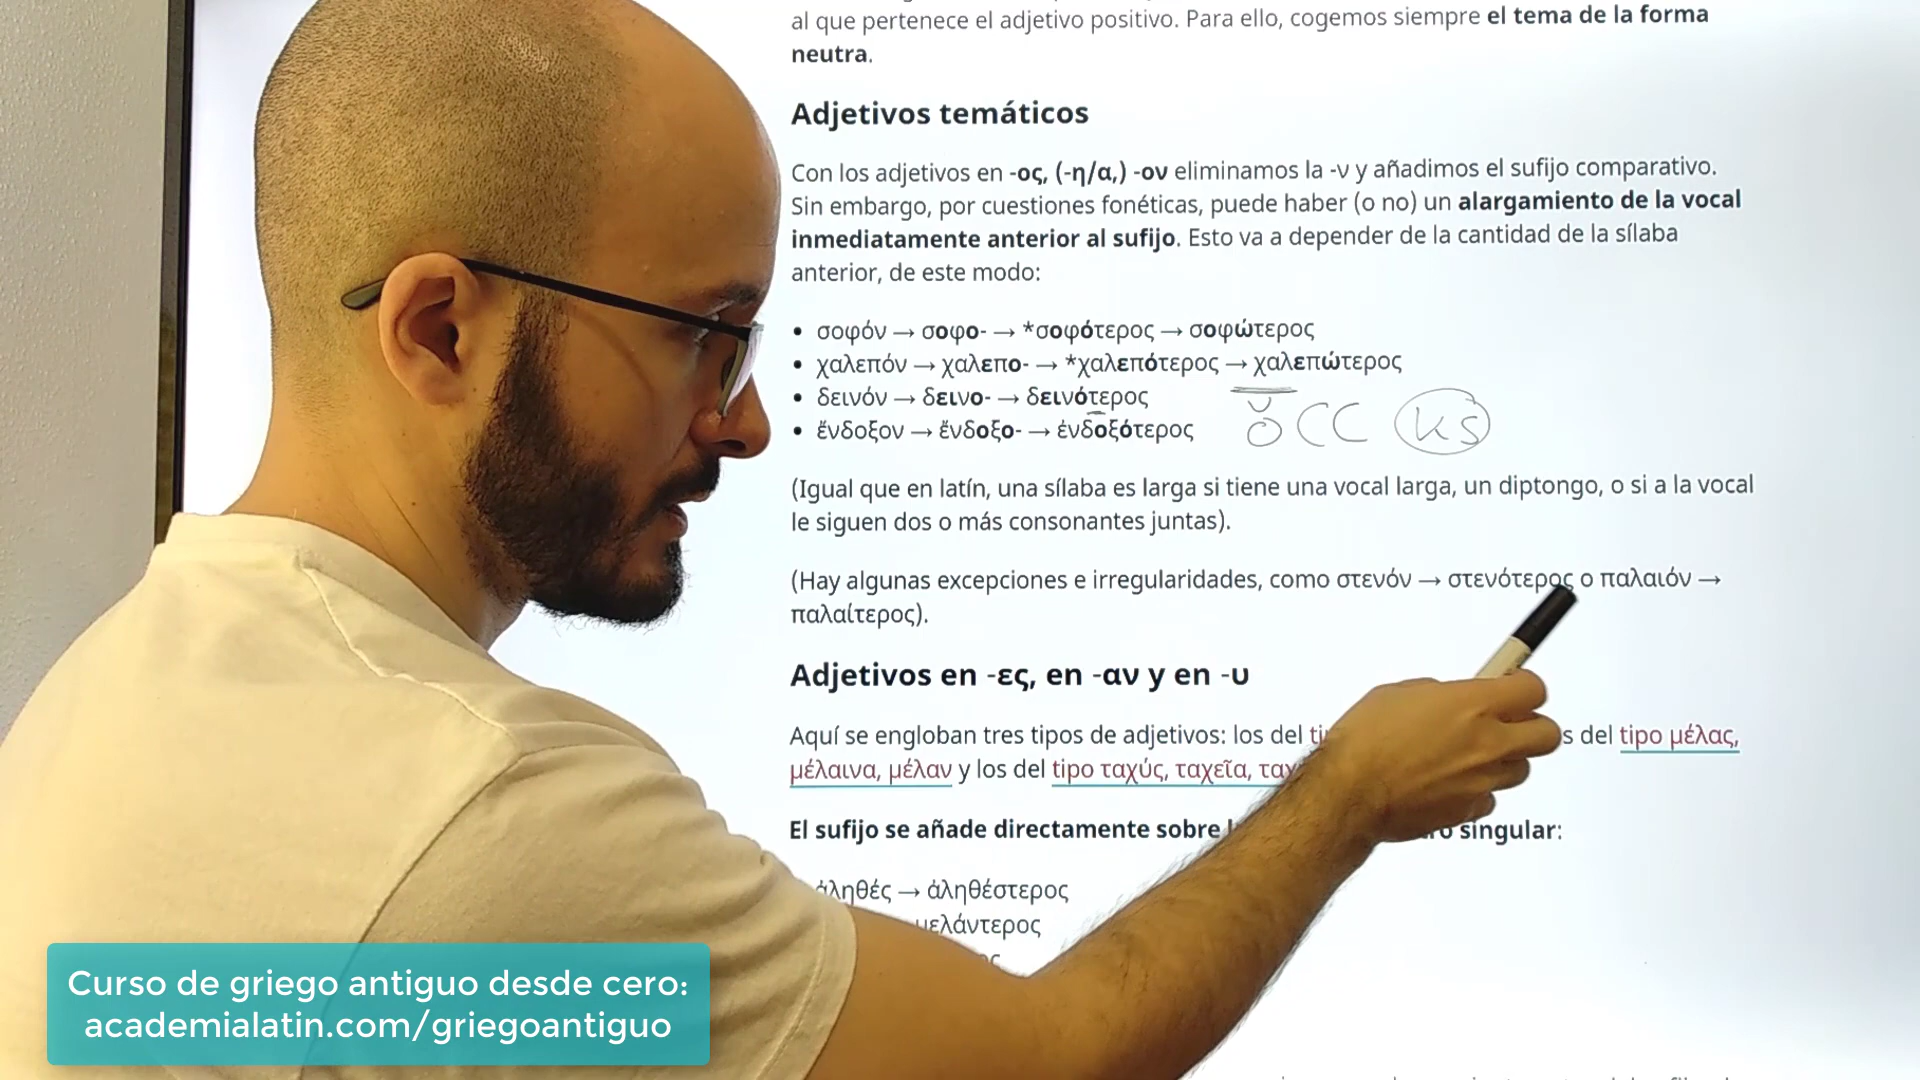 al que pertenece el adjetivo positivo. Para ello, cogemos siempre el tema de la forma
neutra.
Adjetivos temáticos
Con los adjetivos en -ος, (-η/α,) -ον eliminamos la -ν y añadimos el sufijo comparativo.
Sin embargo, por cuestiones fonéticas, puede haber (o no) un alargamiento de la vocal
inmediatamente anterior al sufijo. Esto va a depender de la cantidad de la sílaba
anterior, de este modo:
• σοφόν → σοφο- → *σοφότερος → σοφώτερος
• χαλεπόν → χαλεπο- → *χαλεπότερος → χαλεπώτερος
• δεινόν → δεινο- → δεινότερος
• ἔνδοξον → ἔνδοξο- → ἐνδοξότερος
ŏ CC ks
(Igual que en latín, una sílaba es larga si tiene una vocal larga, un diptongo, o si a la vocal
le siguen dos o más consonantes juntas).
(Hay algunas excepciones e irregularidades, como στενόν → στενότερος o παλαιόν →
παλαίτερος).
Adjetivos en -ες, en -αν y en -υ
Aquí se engloban tres tipos de adjetivos: los del del tipo μέλας,
μέλαινα, μέλαν y los del tipo ταχύς, ταχεῖα,
El sufijo se añade directamente sobre singular:
ἀληθές → ἀληθέστερος
μελάντερος
Curso de griego antiguo desde cero:
academialatin.com/griegoantiguo